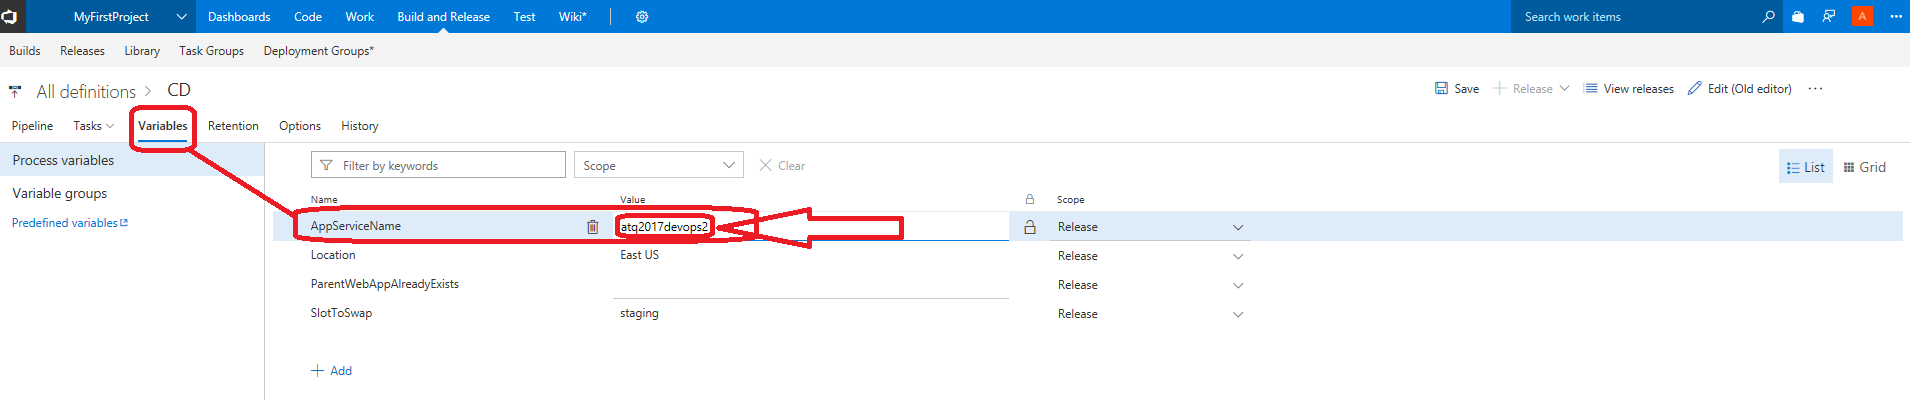 MyFirstProject Dashboards Code Work Build and Release Test Wiki* Search work items A
Builds Releases Library Task Groups Deployment Groups*
All definitions > CD Save Release View releases Edit (Old editor) ...
Pipeline Tasks Variables Retention Options History
Process variables Filter by keywords Scope Clear List Grid
Variable groups
Predefined variables
Name Value Scope
AppServiceName atq2017devops2 Release
Location East US Release
ParentWebAppAlreadyExists Release
SlotToSwap staging Release
+ Add